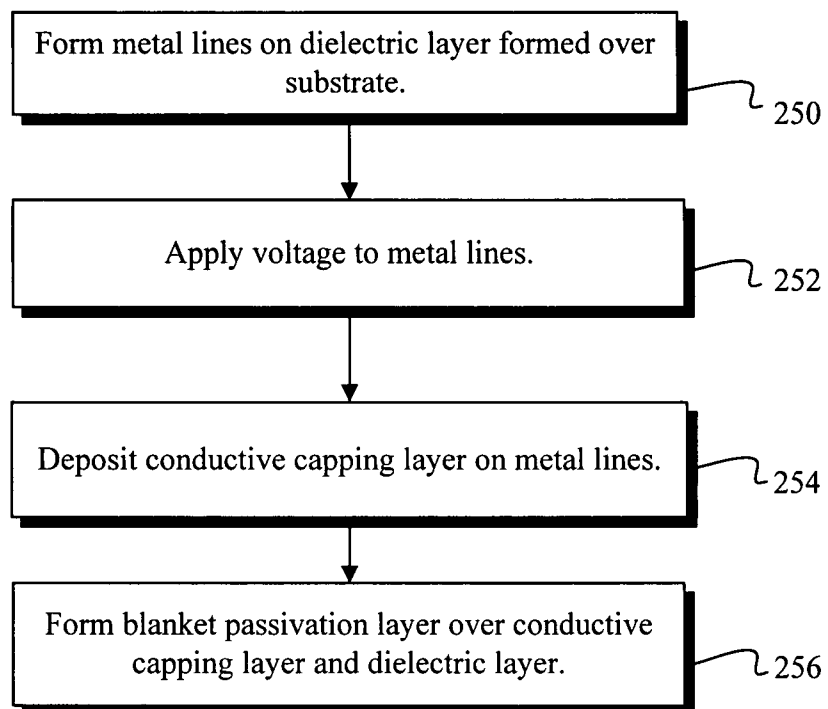 Form metal lines on dielectric layer formed over
substrate.
250
Apply voltage to metal lines.
252
Deposit conductive capping layer on metal lines.
254
Form blanket passivation layer over conductive
capping layer and dielectric layer.
256